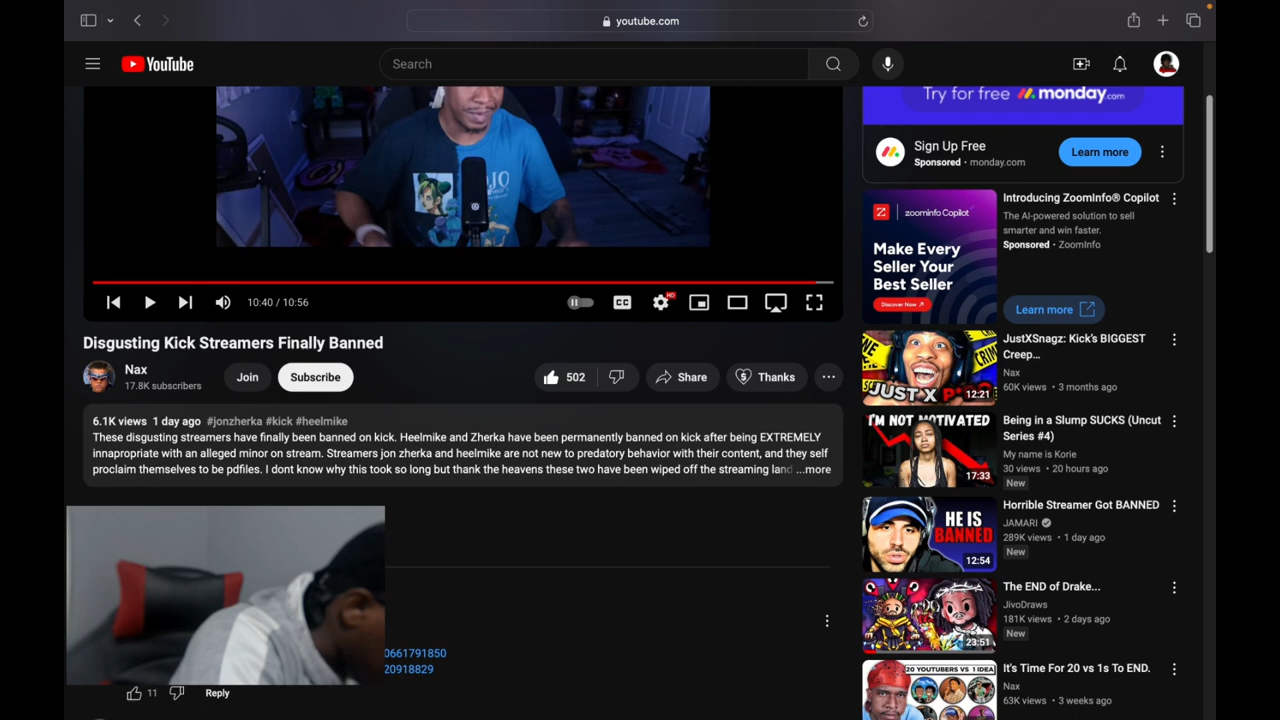 youtube.com
YouTube
Search
Try for free monday.com
Sign Up Free
Sponsored · monday.com
Learn more
JOJO
10:40 / 10:56
CC
HD
Disgusting Kick Streamers Finally Banned
Nax
17.8K subscribers
Join
Subscribe
502
Share
Thanks
6.1K views 1 day ago #jonzherka #kick #heelmike
These disgusting streamers have finally been banned on kick. Heelmike and Zherka have been permanently banned on kick after being EXTREMELY
innapropriate with an alleged minor on stream. Streamers jon zherka and heelmike are not new to predatory behavior with their content, and they self
proclaim themselves to be pdfiles. I dont know why this took so long but thank the heavens these two have been wiped off the streaming land ...more
0661791850
20918829
11
Reply
zoominfo Copilot
Make Every
Seller Your
Best Seller
Discover Now
Introducing ZoomInfo® Copilot
The AI-powered solution to sell
smarter and win faster.
Sponsored · ZoomInfo
Learn more
JUST X P
12:21
JustXSnagz: Kick's BIGGEST
Creep...
Nax
60K views · 3 months ago
I'M NOT MOTIVATED
17:33
Being in a Slump SUCKS (Uncut
Series #4)
My name is Korie
30 views · 20 hours ago
New
HE IS
BANNED
12:54
Horrible Streamer Got BANNED
JAMARI
289K views · 1 day ago
New
23:51
The END of Drake...
JivoDraws
181K views · 2 days ago
New
20 YOUTUBERS VS 1 IDEA
It's Time For 20 vs 1s To END.
Nax
63K views · 3 weeks ago